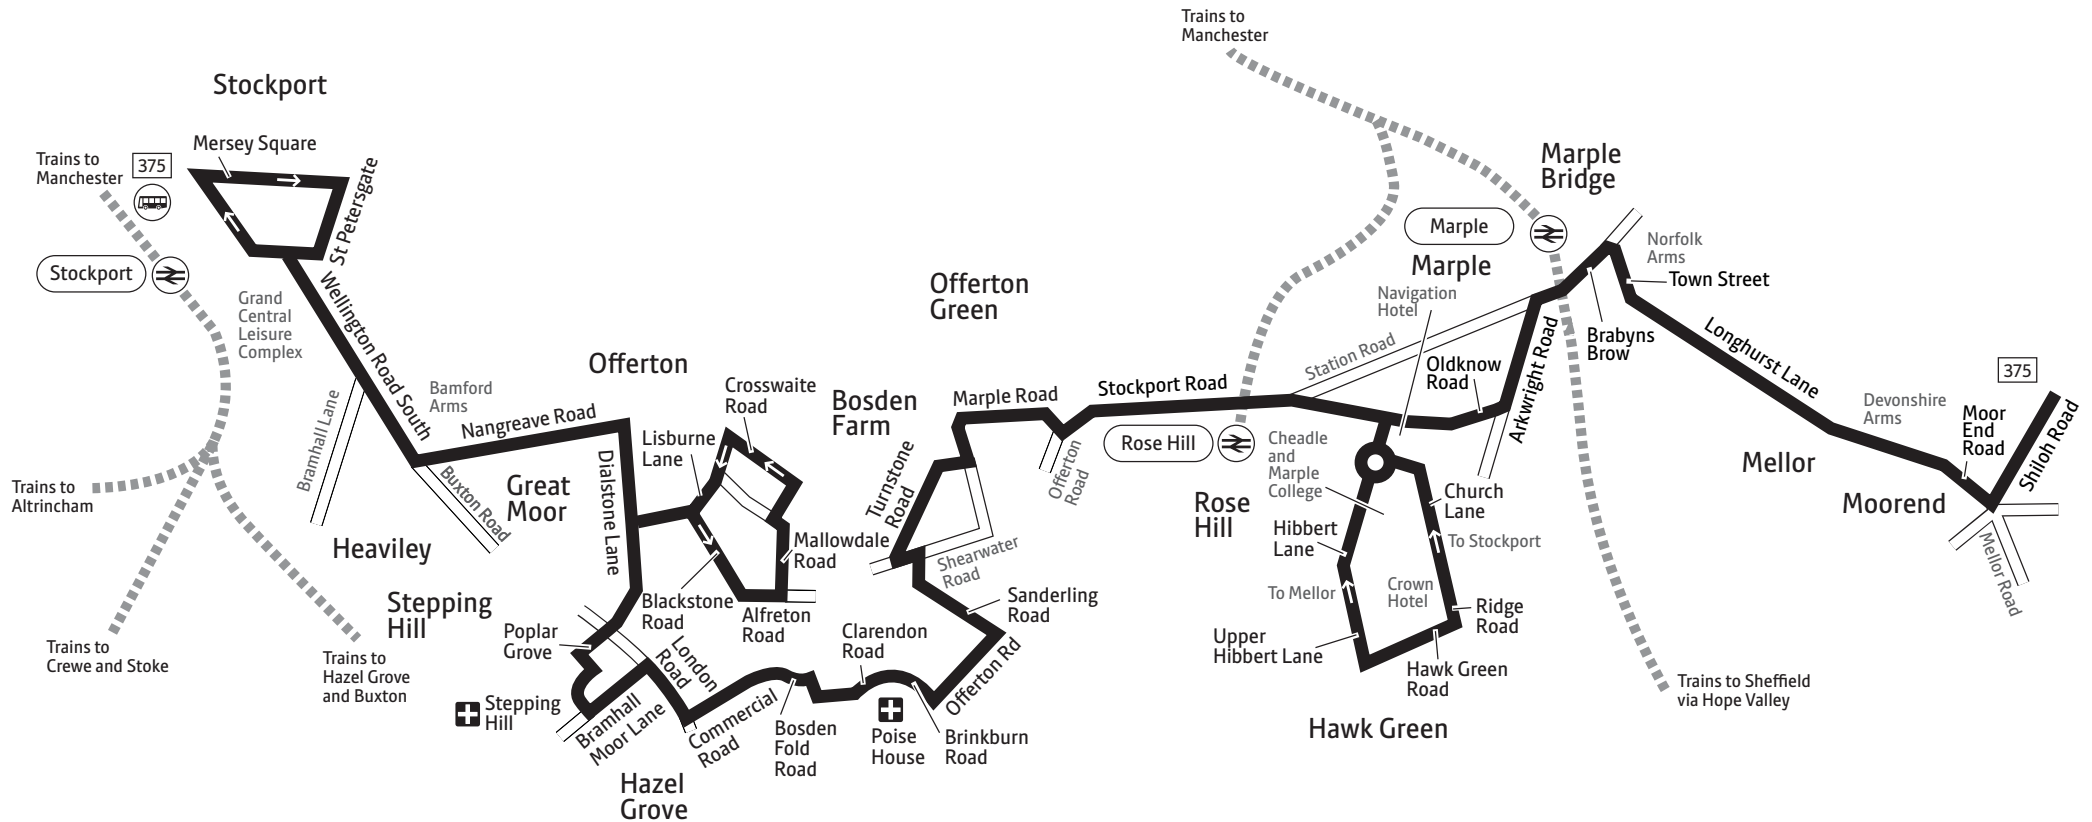 Trains to
Manchester
Stockport
Mersey Square
Trains to
Manchester
375
St Petersgate
Stockport
Grand
Central
Leisure
Complex
Wellington Road South
Bramhall Lane
Bamford
Arms
Nangreave Road
Buxton Road
Trains to
Altrincham
Heaviley
Great
Moor
Trains to
Crewe and Stoke
Trains to
Hazel Grove
and Buxton
Offerton
Dialstone Lane
Lisburne
Lane
Crosswaite
Road
Mallowdale
Road
Blackstone
Road
Alfreton
Road
Stepping
Hill
Poplar
Grove
London
Road
Stepping
Hill
Bramhall
Moor Lane
Commercial
Road
Hazel
Grove
Bosden
Fold
Road
Clarendon
Road
Poise
House
Brinkburn
Road
Offerton Rd
Sanderling
Road
Shearwater
Road
Turnstone
Road
Bosden
Farm
Offerton
Green
Marple Road
Offerton
Road
Stockport Road
Rose Hill
Rose
Hill
Cheadle
and
Marple
College
Station Road
Navigation
Hotel
Marple
Marple
Marple
Bridge
Oldknow
Road
Arkwright Road
Church
Lane
To Stockport
Hibbert
Lane
To Mellor
Crown
Hotel
Upper
Hibbert Lane
Ridge
Road
Hawk Green
Road
Hawk Green
Norfolk
Arms
Town Street
Brabyns
Brow
Longhurst Lane
Trains to Sheffield
via Hope Valley
Mellor
Devonshire
Arms
Moorend
Moor
End
Road
375
Shiloh Road
Mellor Road